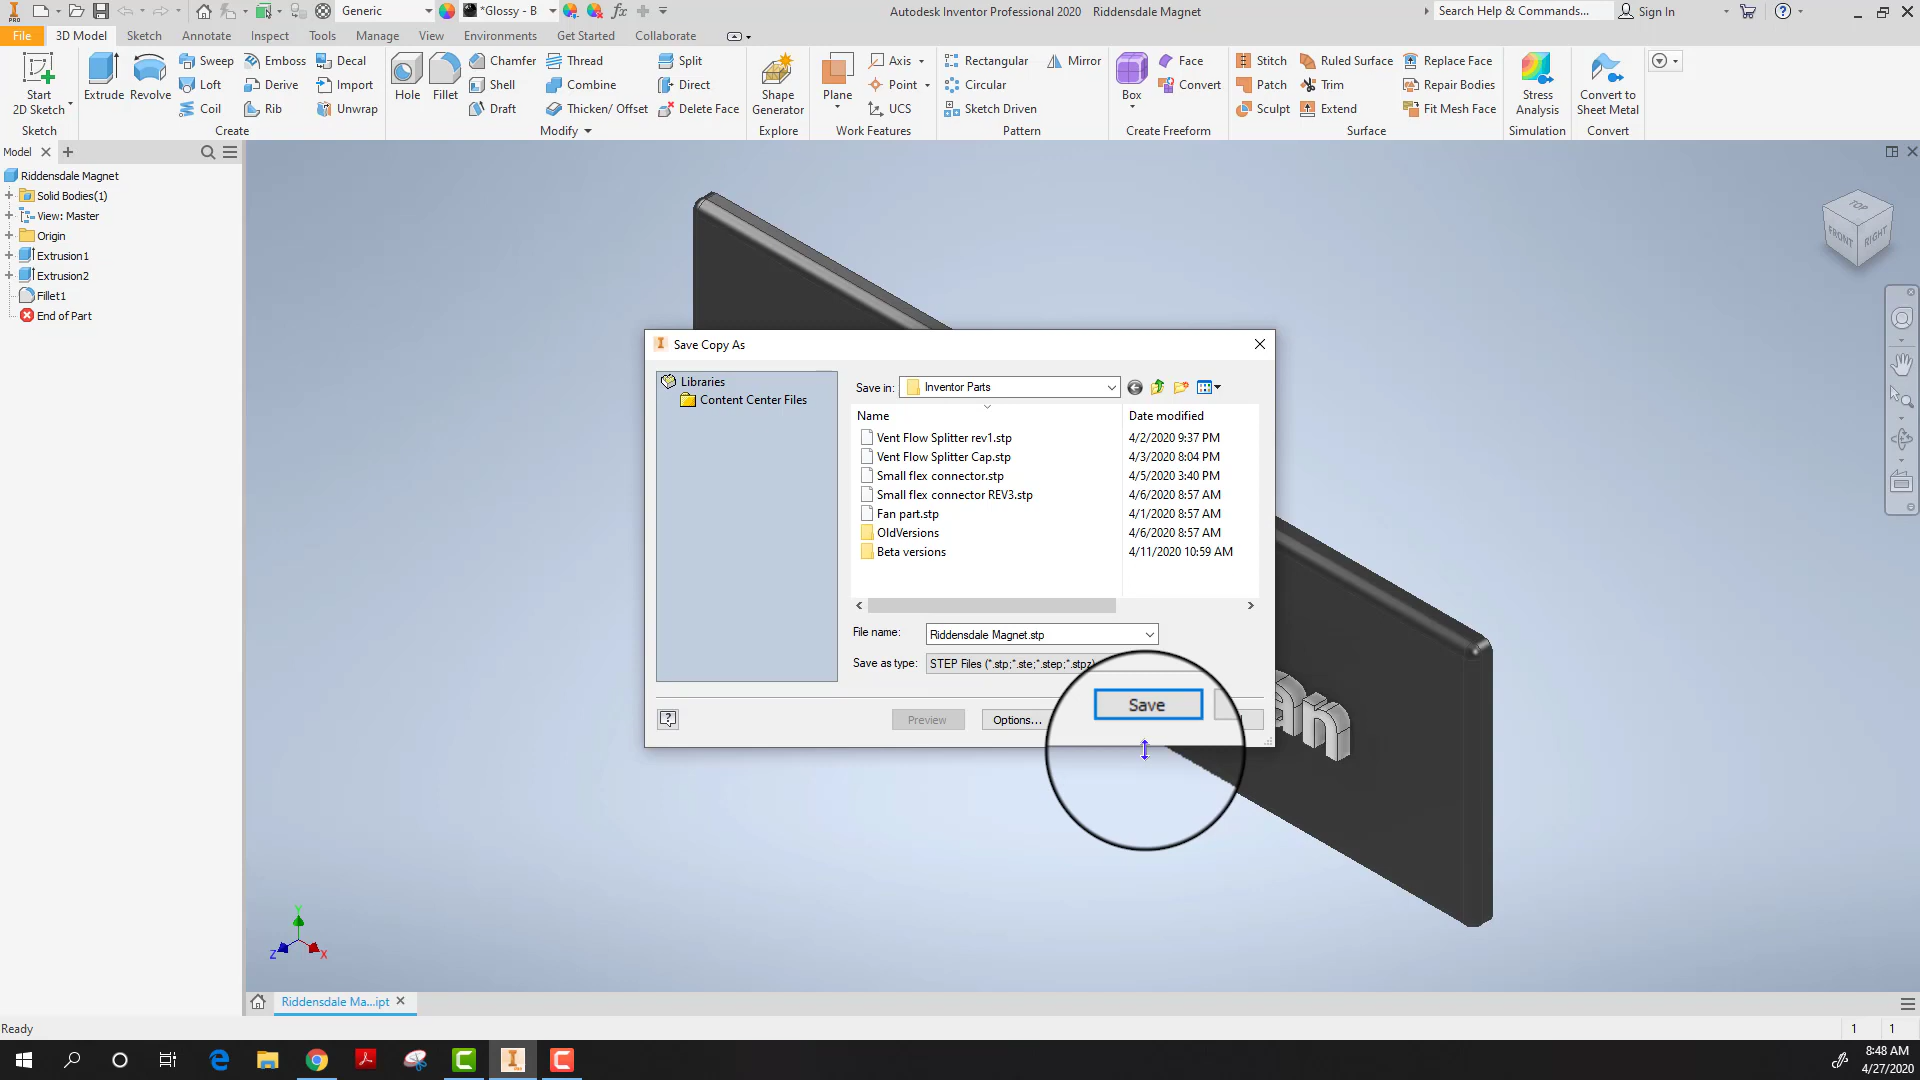 PRO Generic *Glossy - B fx Autodesk Inventor Professional 2020 Riddensdale Magnet Search Help & Commands... Sign In
File 3D Model Sketch Annotate Inspect Tools Manage View Environments Get Started Collaborate
Sweep Emboss Decal Chamfer Thread Split Axis Rectangular Mirror Face Stitch Ruled Surface Replace Face
Loft Derive Import Shell Combine Direct Point Circular Convert Patch Trim Repair Bodies
Start 2D Sketch Extrude Revolve Hole Fillet Shape Generator Plane Box Stress Analysis Convert to Sheet Metal
Coil Rib Unwrap Draft Thicken/ Offset Delete Face UCS Sketch Driven Sculpt Extend Fit Mesh Face
Sketch Create Modify Explore Work Features Pattern Create Freeform Surface Simulation Convert
Model
Riddensdale Magnet
Solid Bodies(1)
View: Master
Origin
Extrusion1
Extrusion2
Fillet1
End of Part
TOP
FRONT RIGHT
Save Copy As
Libraries
Content Center Files
Save in: Inventor Parts
Name Date modified
Vent Flow Splitter rev1.stp 4/2/2020 9:37 PM
Vent Flow Splitter Cap.stp 4/3/2020 8:04 PM
Small flex connector.stp 4/5/2020 3:40 PM
Small flex connector REV3.stp 4/6/2020 8:57 AM
Fan part.stp 4/1/2020 8:57 AM
OldVersions 4/6/2020 8:57 AM
Beta versions 4/11/2020 10:59 AM
File name: Riddensdale Magnet.stp
Save as type: STEP Files (*.stp;*.ste;*.step;*.stpz)
Preview Options... Save
an
Y
Z X
Riddensdale Ma...ipt
Ready 1 1
8:48 AM
4/27/2020